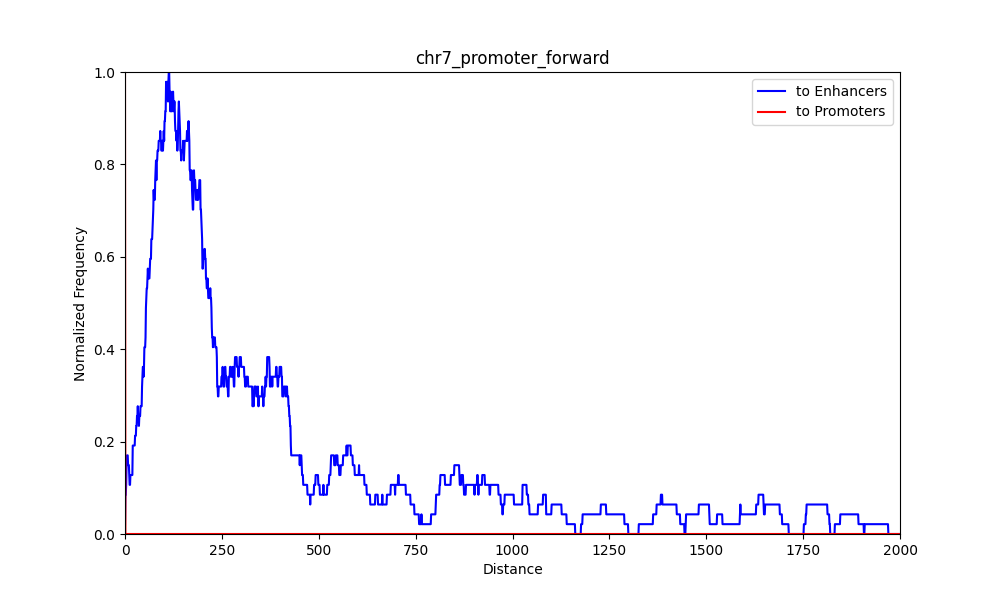 chr7_promoter_forward
1.0
0.8
0.6
0.4
0.2
0.0
Normalized Frequency
to Enhancers
to Promoters
0 250 500 750 1000 1250 1500 1750 2000
Distance